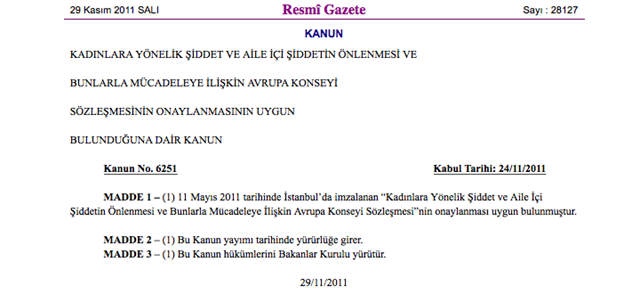 29 Kasım 2011 SALI Resmî Gazete Sayı : 28127
KANUN
KADINLARA YÖNELİK ŞİDDET VE AİLE İÇİ ŞİDDETİN ÖNLENMESİ VE
BUNLARLA MÜCADELEYE İLİŞKİN AVRUPA KONSEYİ
SÖZLEŞMESİNİN ONAYLANMASININ UYGUN
BULUNDUĞUNA DAİR KANUN
Kanun No. 6251 Kabul Tarihi: 24/11/2011
MADDE 1 – (1) 11 Mayıs 2011 tarihinde İstanbul’da imzalanan “Kadınlara Yönelik Şiddet ve Aile İçi
Şiddetin Önlenmesi ve Bunlarla Mücadeleye İlişkin Avrupa Konseyi Sözleşmesi”nin onaylanması uygun bulunmuştur.
MADDE 2 – (1) Bu Kanun yayımı tarihinde yürürlüğe girer.
MADDE 3 – (1) Bu Kanun hükümlerini Bakanlar Kurulu yürütür.
29/11/2011